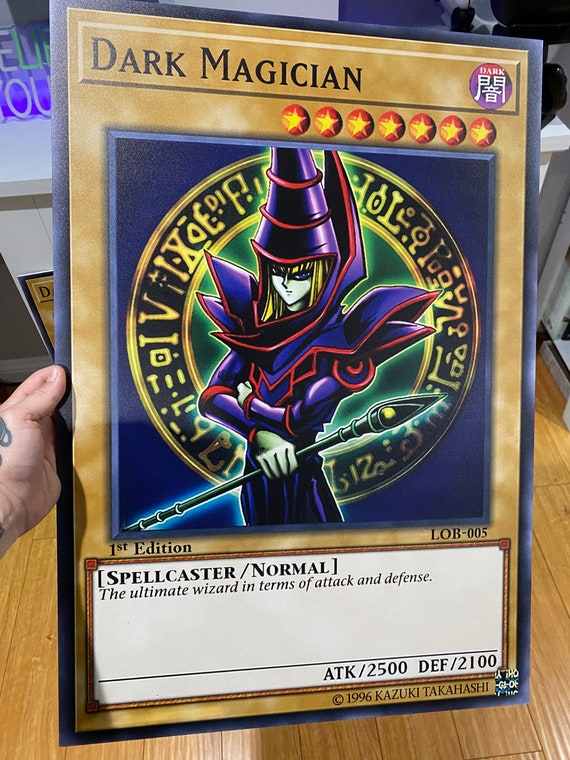 DARK MAGICIAN
DARK
闇
LOB-005
1st Edition
[SPELLCASTER /NORMAL]
The ultimate wizard in terms of attack and defense.
ATK/2500 DEF/2100
© 1996 KAZUKI TAKAHASHI
YOU